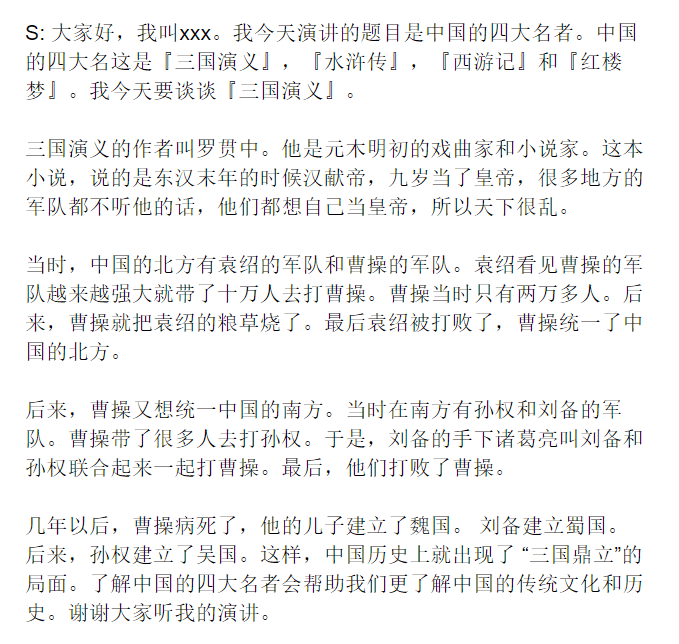 S: 大家好，我叫xxx。我今天演讲的题目是中国的四大名者。中国
的四大名这是『三国演义』，『水浒传』，『西游记』和『红楼
梦』。我今天要谈谈『三国演义』。
三国演义的作者叫罗贯中。他是元木明初的戏曲家和小说家。这本
小说，说的是东汉末年的时候汉献帝，九岁当了皇帝，很多地方的
军队都不听他的话，他们都想自己当皇帝，所以天下很乱。
当时，中国的北方有袁绍的军队和曹操的军队。袁绍看见曹操的军
队越来越强大就带了十万人去打曹操。曹操当时只有两万多人。后
来，曹操就把袁绍的粮草烧了。最后袁绍被打败了，曹操统一了中
国的北方。
后来，曹操又想统一中国的南方。当时在南方有孙权和刘备的军
队。曹操带了很多人去打孙权。于是，刘备的手下诸葛亮叫刘备和
孙权联合起来一起打曹操。最后，他们打败了曹操。
几年以后，曹操病死了，他的儿子建立了魏国。 刘备建立蜀国。
后来，孙权建立了吴国。这样，中国历史上就出现了 “三国鼎立”的
局面。了解中国的四大名者会帮助我们更了解中国的传统文化和历
史。谢谢大家听我的演讲。